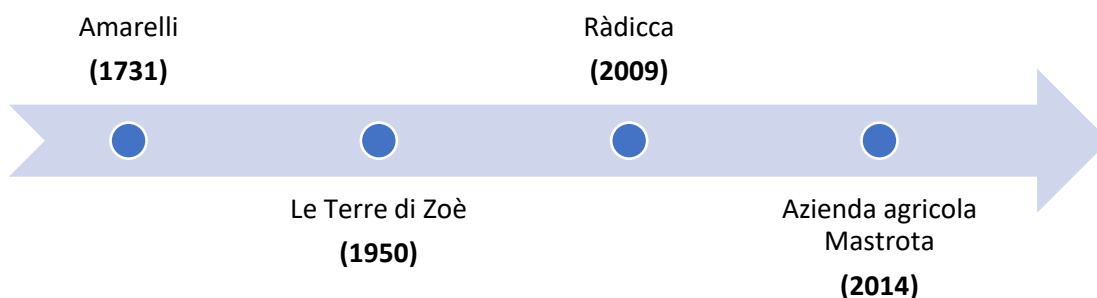 Amarelli
(1731)
Le Terre di Zoè
(1950)
Ràdicca
(2009)
Azienda agricola
Mastrota
(2014)